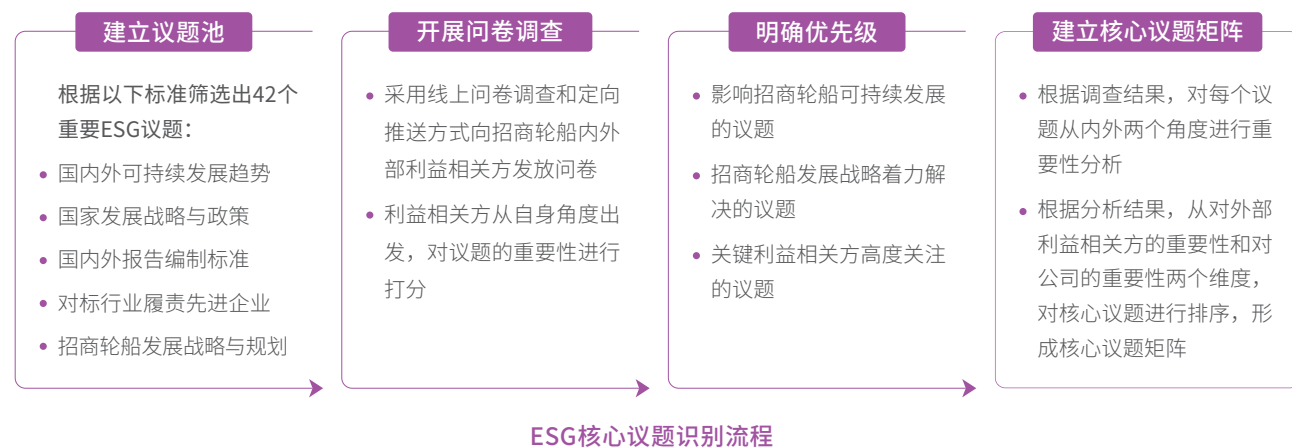 建立议题池
根据以下标准筛选出42个
重要ESG议题：
• 国内外可持续发展趋势
• 国家发展战略与政策
• 国内外报告编制标准
• 对标行业履责先进企业
• 招商轮船发展战略与规划
开展问卷调查
• 采用线上问卷调查和定向
推送方式向招商轮船内外
部利益相关方发放问卷
• 利益相关方从自身角度出
发，对议题的重要性进行
打分
明确优先级
• 影响招商轮船可持续发展
的议题
• 招商轮船发展战略着力解
决的议题
• 关键利益相关方高度关注
的议题
建立核心议题矩阵
• 根据调查结果，对每个议
题从内外两个角度进行重
要性分析
• 根据分析结果，从对外部
利益相关方的重要性和对
公司的重要性两个维度，
对核心议题进行排序，形
成核心议题矩阵
ESG核心议题识别流程